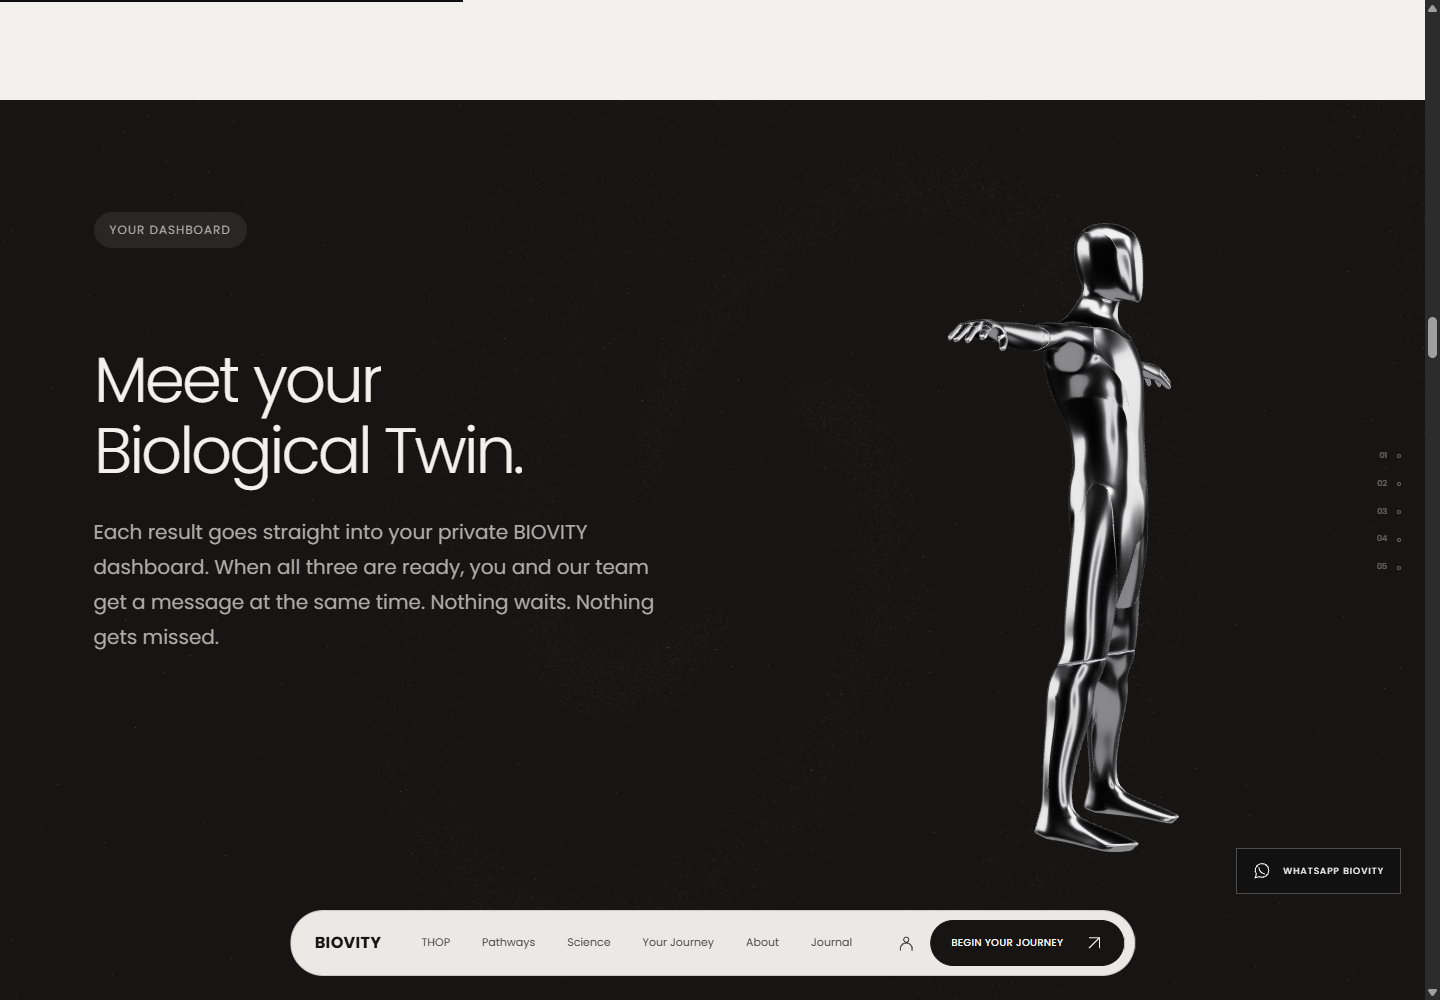 YOUR DASHBOARD
Meet your
Biological Twin.
Each result goes straight into your private BIOVITY
dashboard. When all three are ready, you and our team
get a message at the same time. Nothing waits. Nothing
gets missed.
01
02
03
04
05
WHATSAPP BIOVITY
BIOVITY THOP Pathways Science Your Journey About Journal BEGIN YOUR JOURNEY